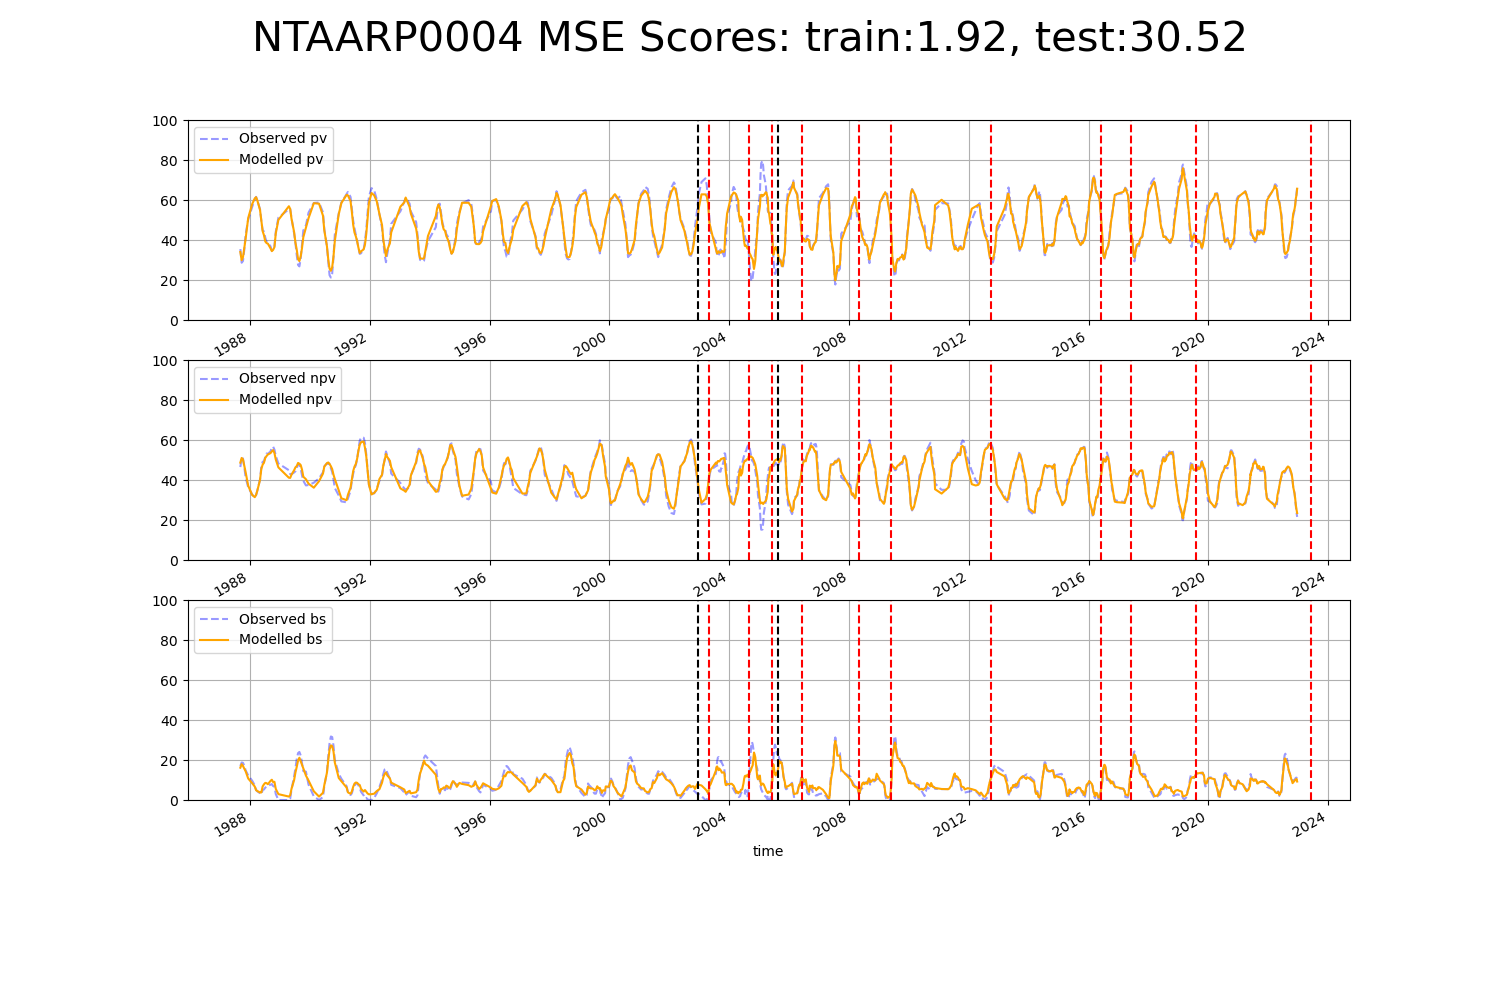 NTAARP0004 MSE Scores: train:1.92, test:30.52
100
80
60
40
20
0
Observed pv
Modelled pv
1988 1992 1996 2000 2004 2008 2012 2016 2020 2024
100
80
60
40
20
0
Observed npv
Modelled npv
1988 1992 1996 2000 2004 2008 2012 2016 2020 2024
100
80
60
40
20
0
Observed bs
Modelled bs
1988 1992 1996 2000 2004 2008 2012 2016 2020 2024
time